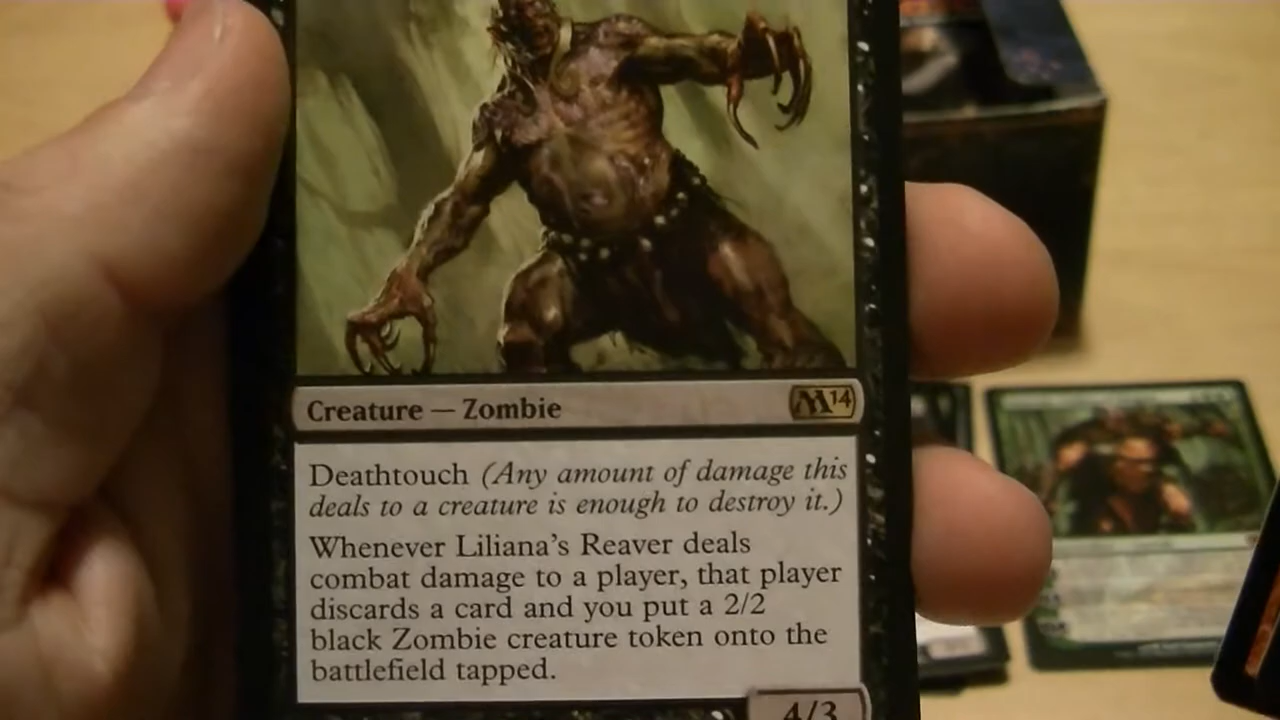 Creature — Zombie
M14
Deathtouch (Any amount of damage this
deals to a creature is enough to destroy it.)
Whenever Liliana's Reaver deals
combat damage to a player, that player
discards a card and you put a 2/2
black Zombie creature token onto the
battlefield tapped.
4/3